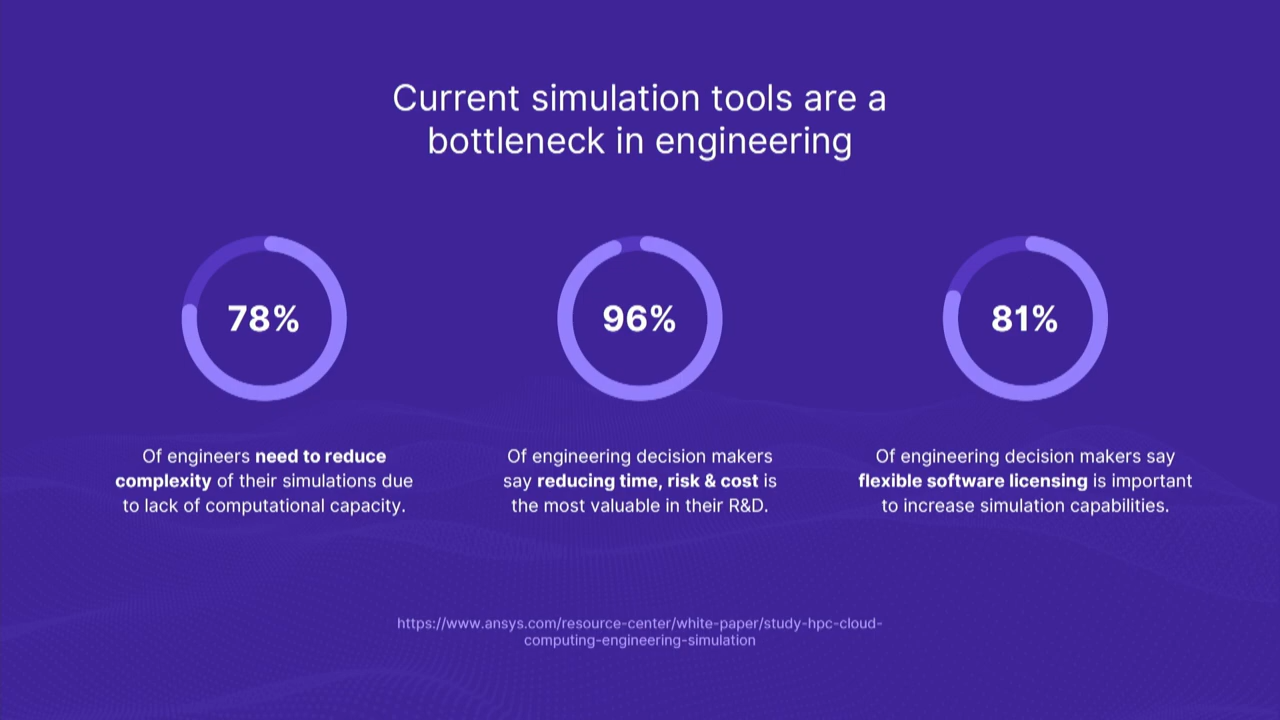 Current simulation tools are a
bottleneck in engineering
78%
96%
81%
Of engineers need to reduce
complexity of their simulations due
to lack of computational capacity.
Of engineering decision makers
say reducing time, risk & cost is
the most valuable in their R&D.
Of engineering decision makers say
flexible software licensing is important
to increase simulation capabilities.
https://www.ansys.com/resource-center/white-paper/study-hpc-cloud-
computing-engineering-simulation